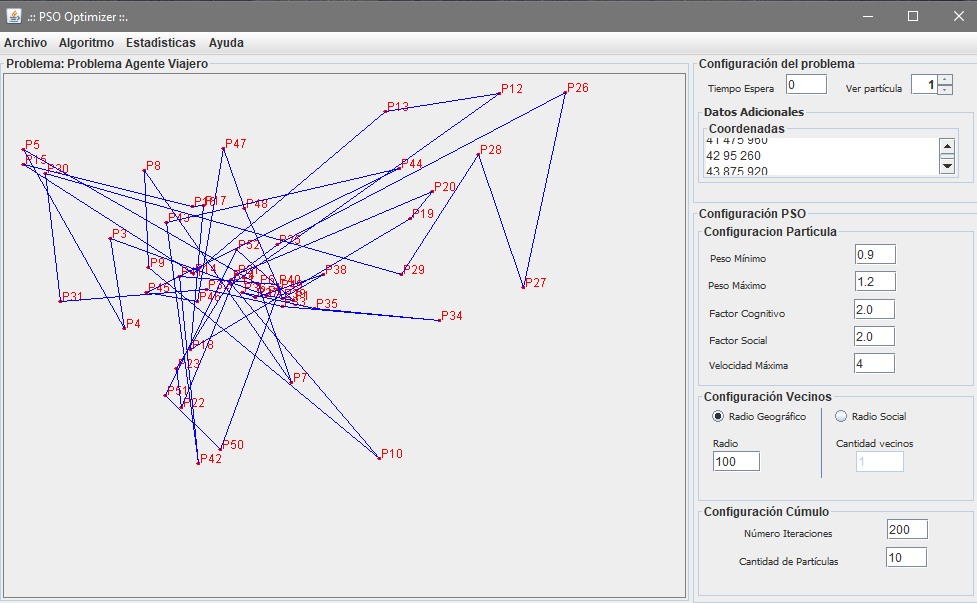 .:: PSO Optimizer ::.
Archivo Algoritmo Estadísticas Ayuda
Problema: Problema Agente Viajero
P12
P26
P13
P5
P15
P30
P8
P47
P44
P28
P20
P17
P48
P43
P19
P3
P52
P9
P14
P38
P29
P40
P27
P31
P45
P46
P35
P34
P4
P18
P23
P7
P51
P22
P50
P42
P10
Configuración del problema
Tiempo Espera 0 Ver partícula 1
Datos Adicionales
Coordenadas
41 475 960
42 95 260
43 875 920
Configuración PSO
Configuracion Partícula
Peso Mínimo 0.9
Peso Máximo 1.2
Factor Cognitivo 2.0
Factor Social 2.0
Velocidad Máxima 4
Configuración Vecinos
Radio Geográfico Radio Social
Radio Cantidad vecinos
100 1
Configuración Cúmulo
Número Iteraciones 200
Cantidad de Partículas 10